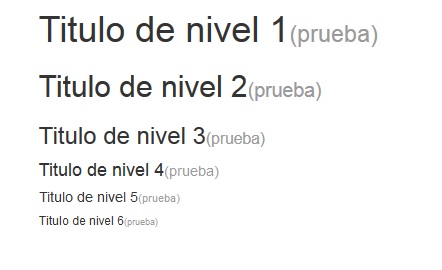 Titulo de nivel 1(prueba)
Titulo de nivel 2(prueba)
Titulo de nivel 3(prueba)
Titulo de nivel 4(prueba)
Titulo de nivel 5(prueba)
Titulo de nivel 6(prueba)